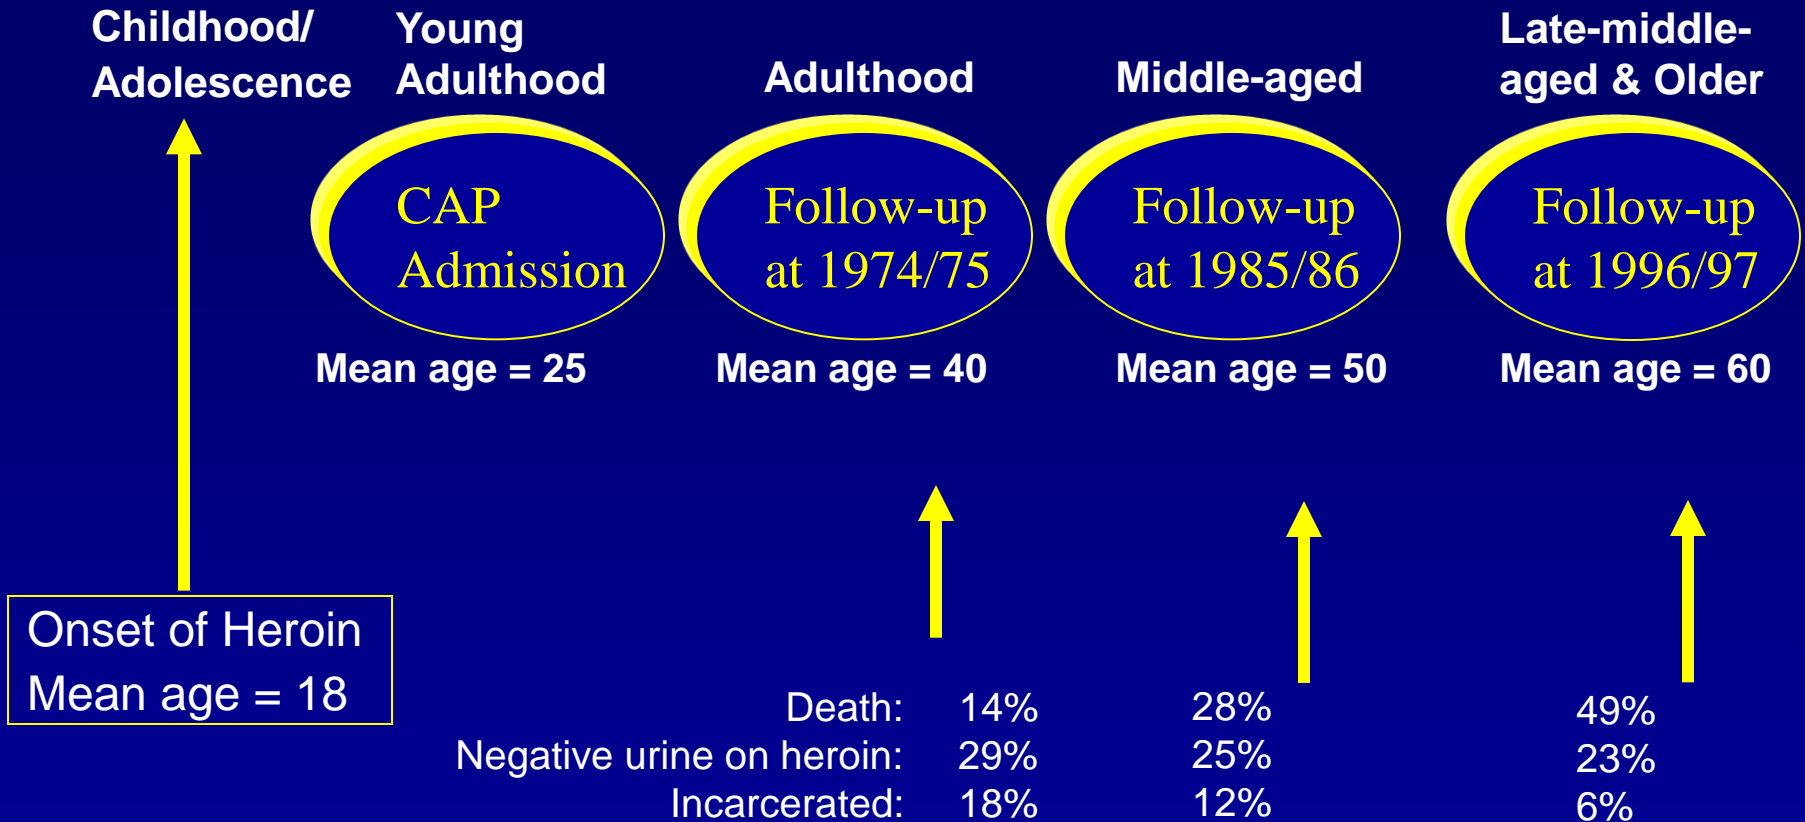 Childhood/
Adolescence
Young
Adulthood
Adulthood
Middle-aged
Late-middle-
aged & Older
CAP
Admission
Follow-up
at 1974/75
Follow-up
at 1985/86
Follow-up
at 1996/97
Mean age = 25
Mean age = 40
Mean age = 50
Mean age = 60
Onset of Heroin
Mean age = 18
Death: 14% 28% 49%
Negative urine on heroin: 29% 25% 23%
Incarcerated: 18% 12% 6%